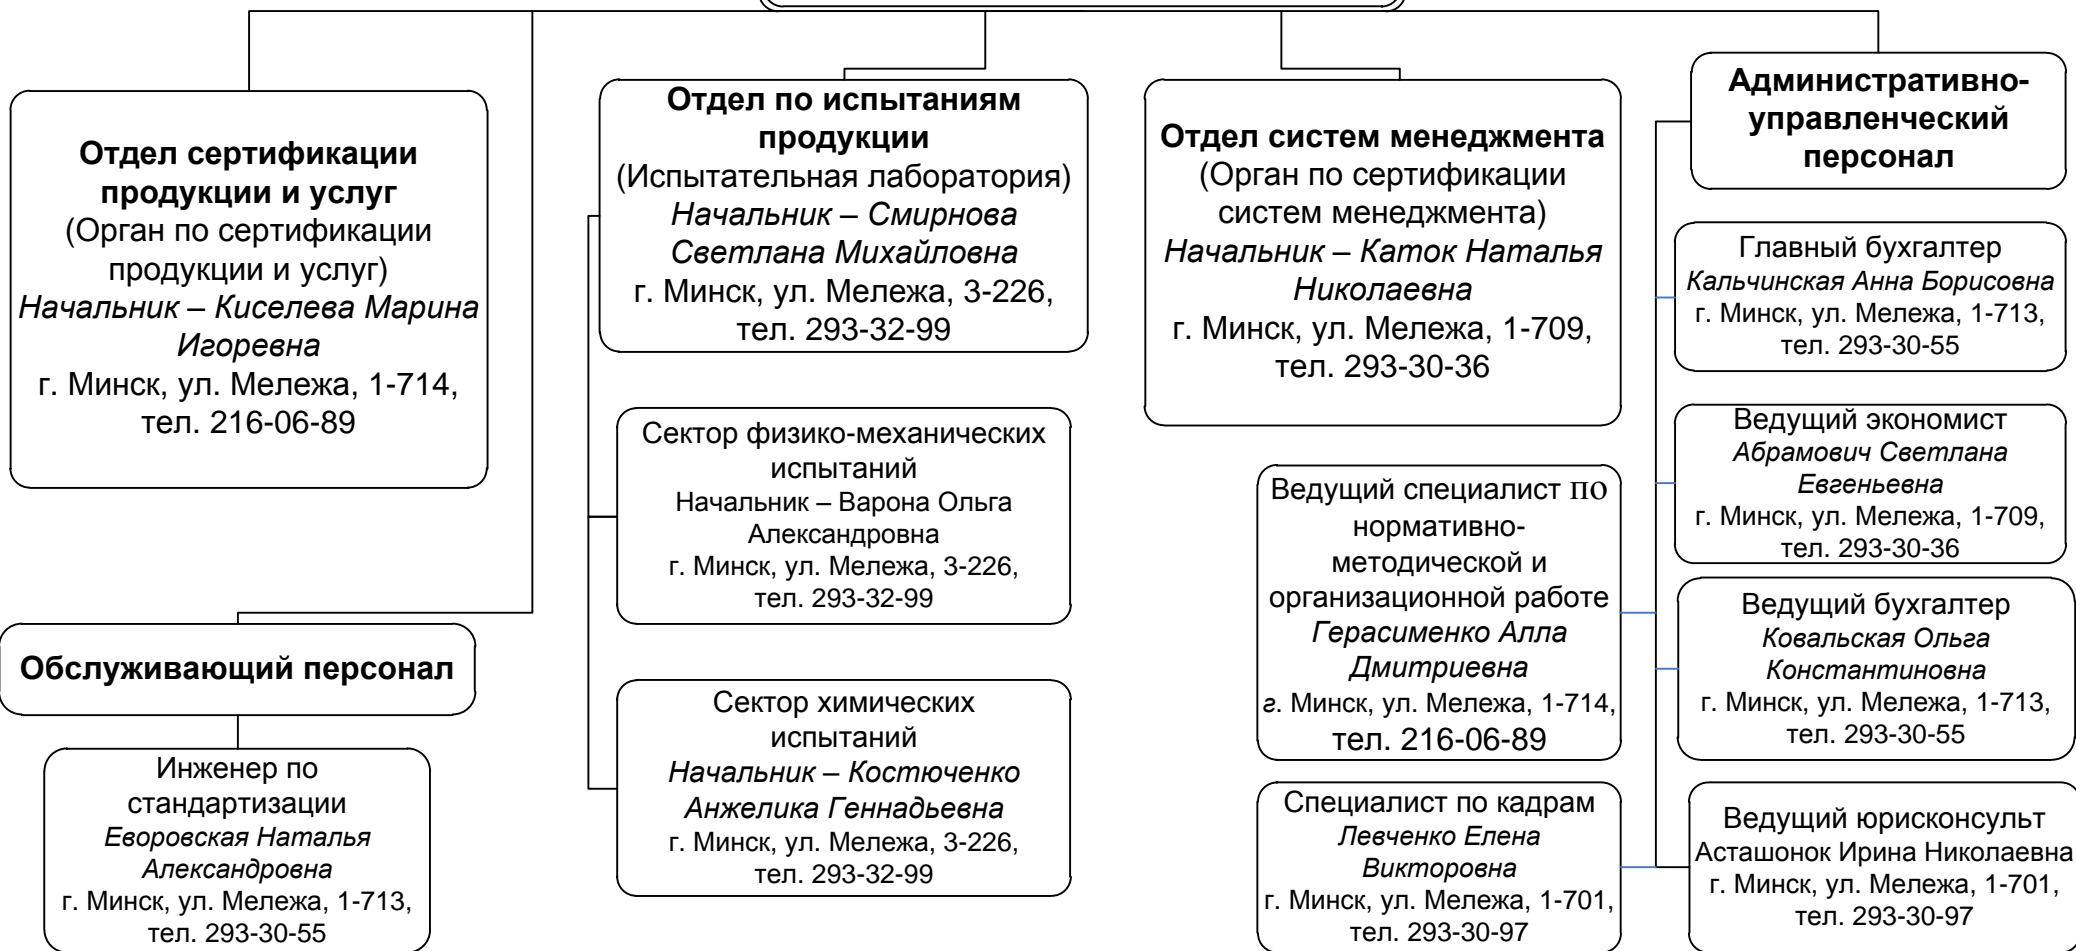 Отдел сертификации
продукции и услуг
(Орган по сертификации
продукции и услуг)
Начальник – Киселева Марина
Игоревна
г. Минск, ул. Мележа, 1-714,
тел. 216-06-89
Обслуживающий персонал
Инженер по
стандартизации
Еворовская Наталья
Александровна
г. Минск, ул. Мележа, 1-713,
тел. 293-30-55
Отдел по испытаниям
продукции
(Испытательная лаборатория)
Начальник – Смирнова
Светлана Михайловна
г. Минск, ул. Мележа, 3-226,
тел. 293-32-99
Сектор физико-механических
испытаний
Начальник – Варона Ольга
Александровна
г. Минск, ул. Мележа, 3-226,
тел. 293-32-99
Сектор химических
испытаний
Начальник – Костюченко
Анжелика Геннадьевна
г. Минск, ул. Мележа, 3-226,
тел. 293-32-99
Отдел систем менеджмента
(Орган по сертификации
систем менеджмента)
Начальник – Каток Наталья
Николаевна
г. Минск, ул. Мележа, 1-709,
тел. 293-30-36
Административно-
управленческий
персонал
Главный бухгалтер
Кальчинская Анна Борисовна
г. Минск, ул. Мележа, 1-713,
тел. 293-30-55
Ведущий экономист
Абрамович Светлана
Евгеньевна
г. Минск, ул. Мележа, 1-709,
тел. 293-30-36
Ведущий бухгалтер
Ковальская Ольга
Константиновна
г. Минск, ул. Мележа, 1-713,
тел. 293-30-55
Ведущий юрисконсульт
Асташонок Ирина Николаевна
г. Минск, ул. Мележа, 1-701,
тел. 293-30-97
Ведущий специалист по
нормативно-
методической и
организационной работе
Герасименко Алла
Дмитриевна
г. Минск, ул. Мележа, 1-714,
тел. 216-06-89
Специалист по кадрам
Левченко Елена
Викторовна
г. Минск, ул. Мележа, 1-701,
тел. 293-30-97